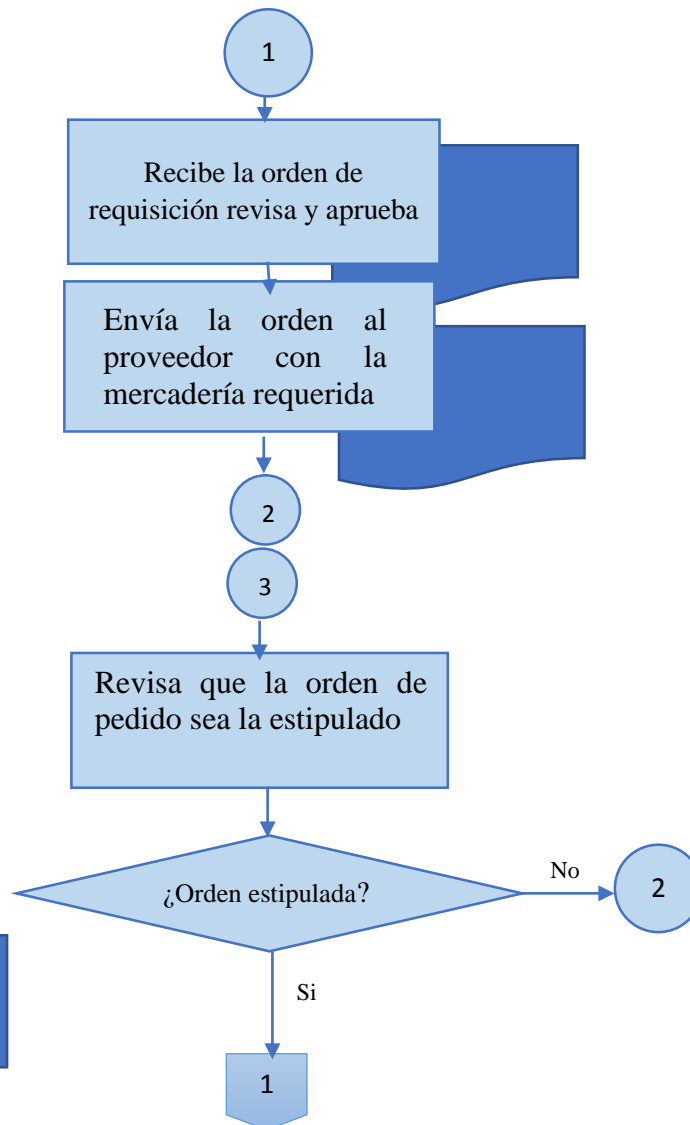 1
Recibe la orden de
requisición revisa y aprueba
Envía la orden al
proveedor con la
mercadería requerida
2
3
Revisa que la orden de
pedido sea la estipulado
¿Orden estipulada?
No
2
Si
1